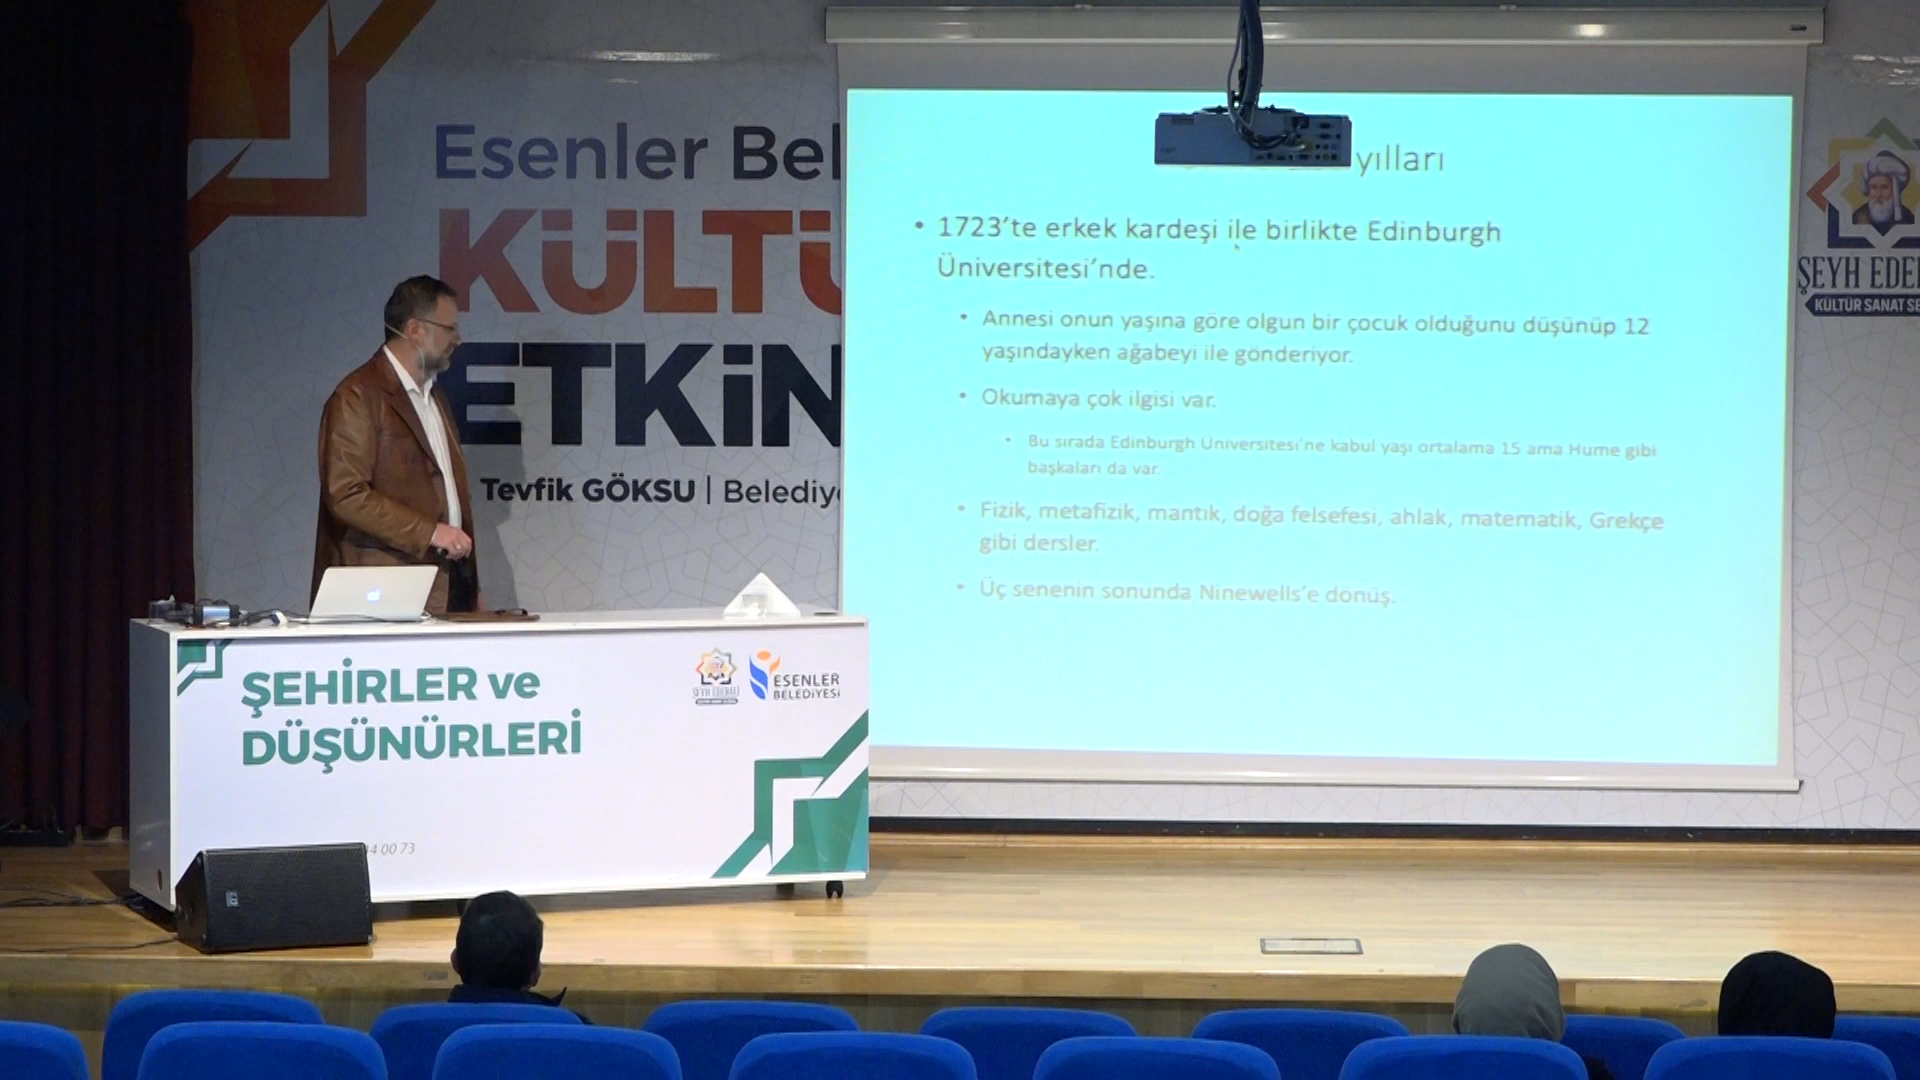 Esenler Bel
KÜLTÜ
ETKİN
Tevfik GÖKSU | Belediye
yılları
• 1723’te erkek kardeşi ile birlikte Edinburgh
Üniversitesi’nde.
• Annesi onun yaşına göre olgun bir çocuk olduğunu düşünüp 12
yaşındayken ağabeyi ile gönderiyor.
• Okumaya çok ilgisi var.
• Bu sırada Edinburgh Üniversitesi’ne kabul yaşı ortalama 15 ama Hume gibi
başkaları da var.
• Fizik, metafizik, mantık, doğa felsefesi, ahlak, matematik, Grekçe
gibi dersler.
• Üç senenin sonunda Ninewells’e dönüş.
ŞEYH EDEB
KÜLTÜR SANAT SE
ŞEHİRLER ve
DÜŞÜNÜRLERİ
ŞEYH EDEBALİ
ESENLER
BELEDİYESİ
44 00 73